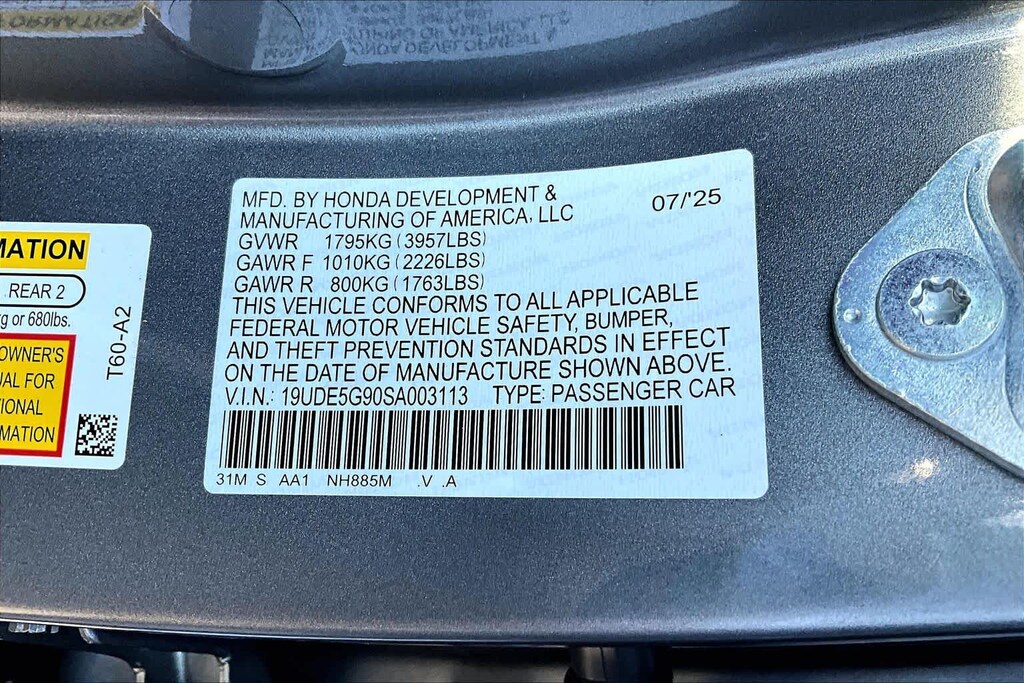 MATION
REAR 2
g or 680lbs.
OWNER'S
UAL FOR
TIONAL
RMATION
T60-A2
MFD. BY HONDA DEVELOPMENT &
MANUFACTURING OF AMERICA, LLC 07/'25
GVWR 1795KG (3957LBS)
GAWR F 1010KG (2226LBS)
GAWR R 800KG (1763LBS)
THIS VEHICLE CONFORMS TO ALL APPLICABLE
FEDERAL MOTOR VEHICLE SAFETY, BUMPER,
AND THEFT PREVENTION STANDARDS IN EFFECT
ON THE DATE OF MANUFACTURE SHOWN ABOVE.
V.I.N.: 19UDE5G90SA003113 TYPE: PASSENGER CAR
31M S AA1 NH885M .V .A